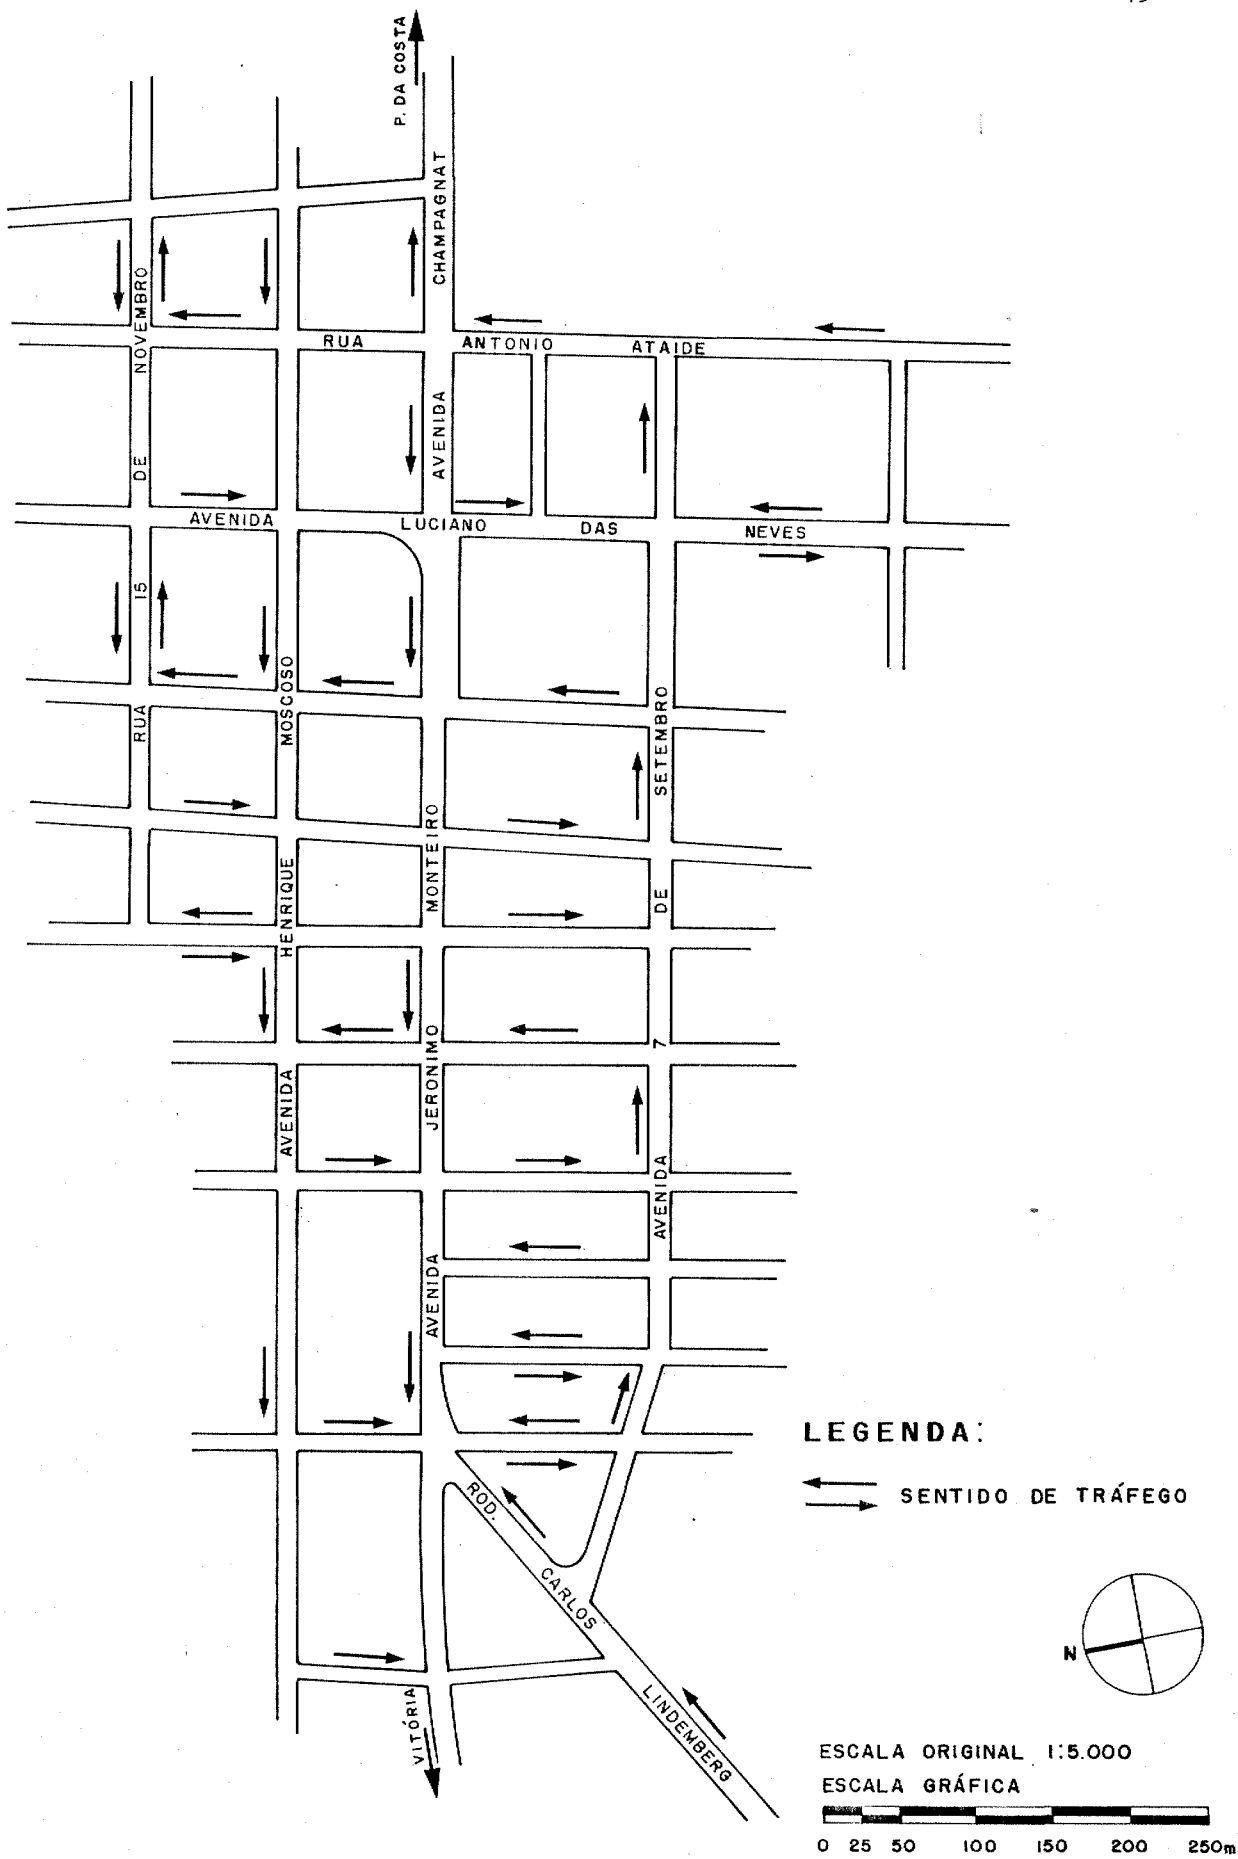 P. DA COSTA
AVENIDA CHAMPAGNAT
RUA ANTONIO ATAIDE
RUA 15 DE NOVEMBRO
AVENIDA LUCIANO DAS NEVES
AVENIDA HENRIQUE MOSCOSO
AVENIDA JERONIMO MONTEIRO
AVENIDA 7 DE SETEMBRO
AVENIDA
ROD. CARLOS LINDEMBERG
VITÓRIA
LEGENDA:
SENTIDO DE TRÁFEGO
N
ESCALA ORIGINAL 1:5.000
ESCALA GRÁFICA
0 25 50 100 150 200 250m